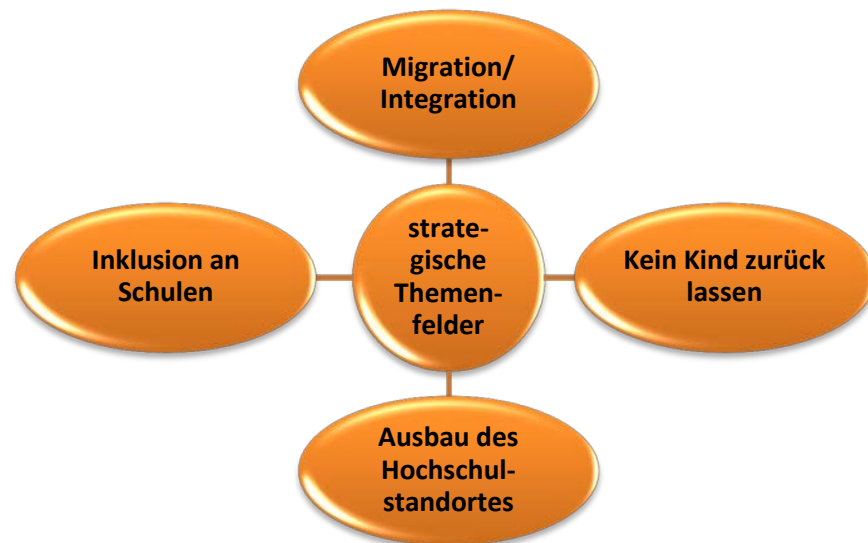 Migration/
Integration
Inklusion an
Schulen
strate-
gische
Themen-
felder
Kein Kind zurück
lassen
Ausbau des
Hochschul-
standortes